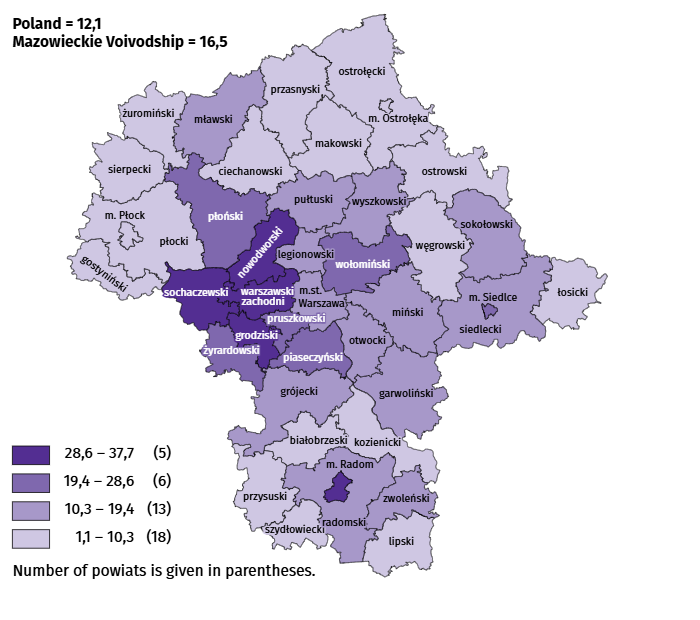 Poland = 12,1
Mazowieckie Voivodship = 16,5
ostrołęcki
przasnyski
żuromiński
mławski
m. Ostrołęka
makowski
sierpecki
ciechanowski
ostrowski
pułtuski
wyszkowski
m. Płock
płoński
sokołowski
płocki
nowodworski
legionowski
węgrowski
wołomiński
gostyniński
sochaczewski
warszawski
zachodni
m.st.
Warszawa
m. Siedlce
łosicki
pruszkowski
miński
siedlecki
grodziski
otwocki
żyrardowski
piaseczyński
grójecki
garwoliński
białobrzeski
kozienicki
28,6 – 37,7 (5)
m. Radom
19,4 – 28,6 (6)
przysuski
zwoleński
10,3 – 19,4 (13)
szydłowiecki
radomski
1,1 – 10,3 (18)
lipski
Number of powiats is given in parentheses.